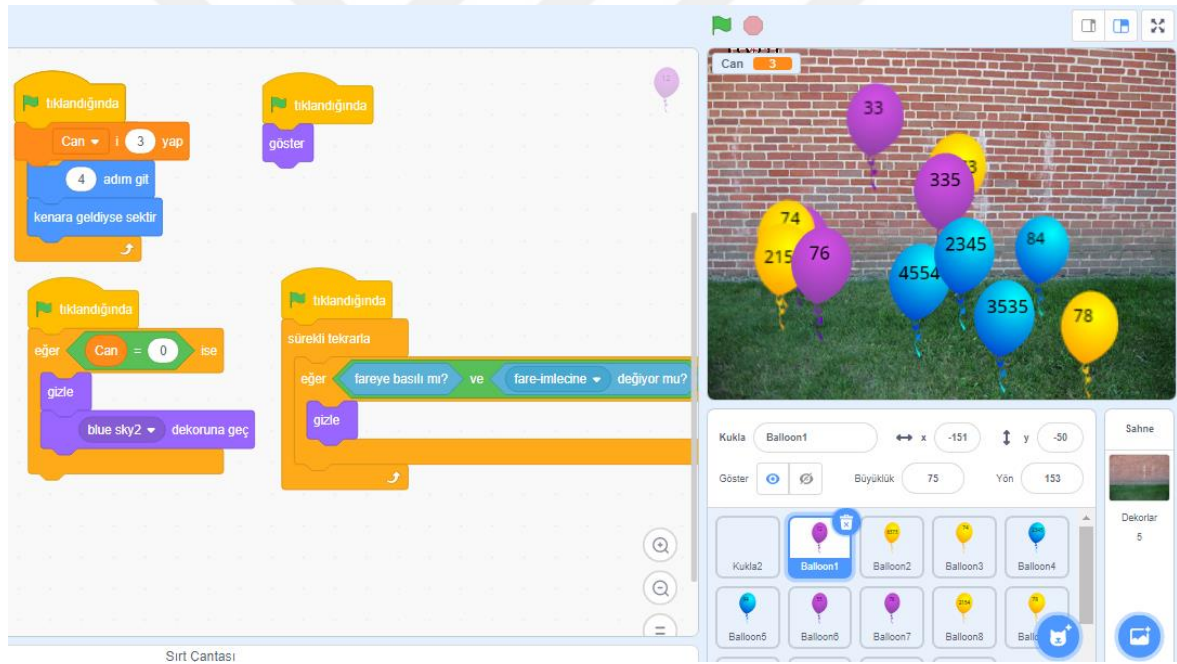 tıklandığında
Can i 3 yap
4 adım git
kenara geldiyse sektir
tıklandığında
göster
tıklandığında
eğer Can = 0 ise
gizle
blue sky2 dekoruna geç
tıklandığında
sürekli tekrarla
eğer fareye basılı mı? ve fare-imlecine değiyor mu?
gizle
Sırt Çantası
Can 3
33
335
74
215
76
2345
84
4554
3535
78
Kukla Balloon1 x -151 y -50
Göster Büyüklük 75 Yön 153
Kukla2 Balloon1 Balloon2 Balloon3 Balloon4
Balloon5 Balloon6 Balloon7 Balloon8
Sahne
Dekorlar
5